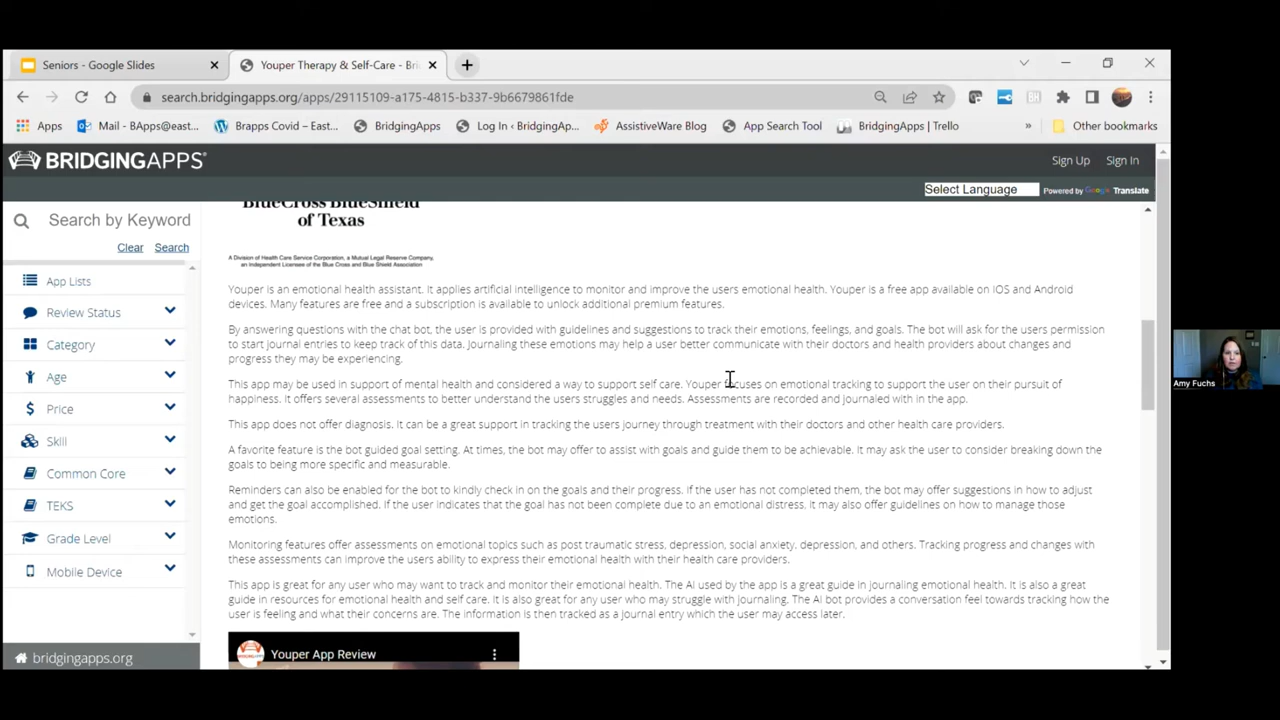 Seniors - Google Slides
Youper Therapy & Self-Care - Bri
search.bridgingapps.org/apps/29115109-a175-4815-b337-9b6679861fde
Apps Mail - BApps@east... Brapps Covid – East... BridgingApps Log In ‹ BridgingAp... AssistiveWare Blog App Search Tool BridgingApps | Trello » Other bookmarks
BRIDGINGAPPS Sign Up Sign In
Select Language Powered by Google Translate
Search by Keyword
Clear Search
App Lists
Review Status
Category
Age
Price
Skill
Common Core
TEKS
Grade Level
Mobile Device
bridgingapps.org
BlueCross BlueShield
of Texas
A Division of Health Care Service Corporation, a Mutual Legal Reserve Company,
an Independent Licensee of the Blue Cross and Blue Shield Association
Youper is an emotional health assistant. It applies artificial intelligence to monitor and improve the users emotional health. Youper is a free app available on IOS and Android
devices. Many features are free and a subscription is available to unlock additional premium features.
By answering questions with the chat bot, the user is provided with guidelines and suggestions to track their emotions, feelings, and goals. The bot will ask for the users permission
to start journal entries to keep track of this data. Journaling these emotions may help a user better communicate with their doctors and health providers about changes and
progress they may be experiencing.
This app may be used in support of mental health and considered a way to support self care. Youper focuses on emotional tracking to support the user on their pursuit of
happiness. It offers several assessments to better understand the users struggles and needs. Assessments are recorded and journaled with in the app.
This app does not offer diagnosis. It can be a great support in tracking the users journey through treatment with their doctors and other health care providers.
A favorite feature is the bot guided goal setting. At times, the bot may offer to assist with goals and guide them to be achievable. It may ask the user to consider breaking down the
goals to being more specific and measurable.
Reminders can also be enabled for the bot to kindly check in on the goals and their progress. If the user has not completed them, the bot may offer suggestions in how to adjust
and get the goal accomplished. If the user indicates that the goal has not been complete due to an emotional distress, it may also offer guidelines on how to manage those
emotions.
Monitoring features offer assessments on emotional topics such as post traumatic stress, depression, social anxiety, depression, and others. Tracking progress and changes with
these assessments can improve the users ability to express their emotional health with their health care providers.
This app is great for any user who may want to track and monitor their emotional health. The AI used by the app is a great guide in journaling emotional health. It is also a great
guide in resources for emotional health and self care. It is also great for any user who may struggle with journaling. The AI bot provides a conversation feel towards tracking how the
user is feeling and what their concerns are. The information is then tracked as a journal entry which the user may access later.
Youper App Review
Amy Fuchs